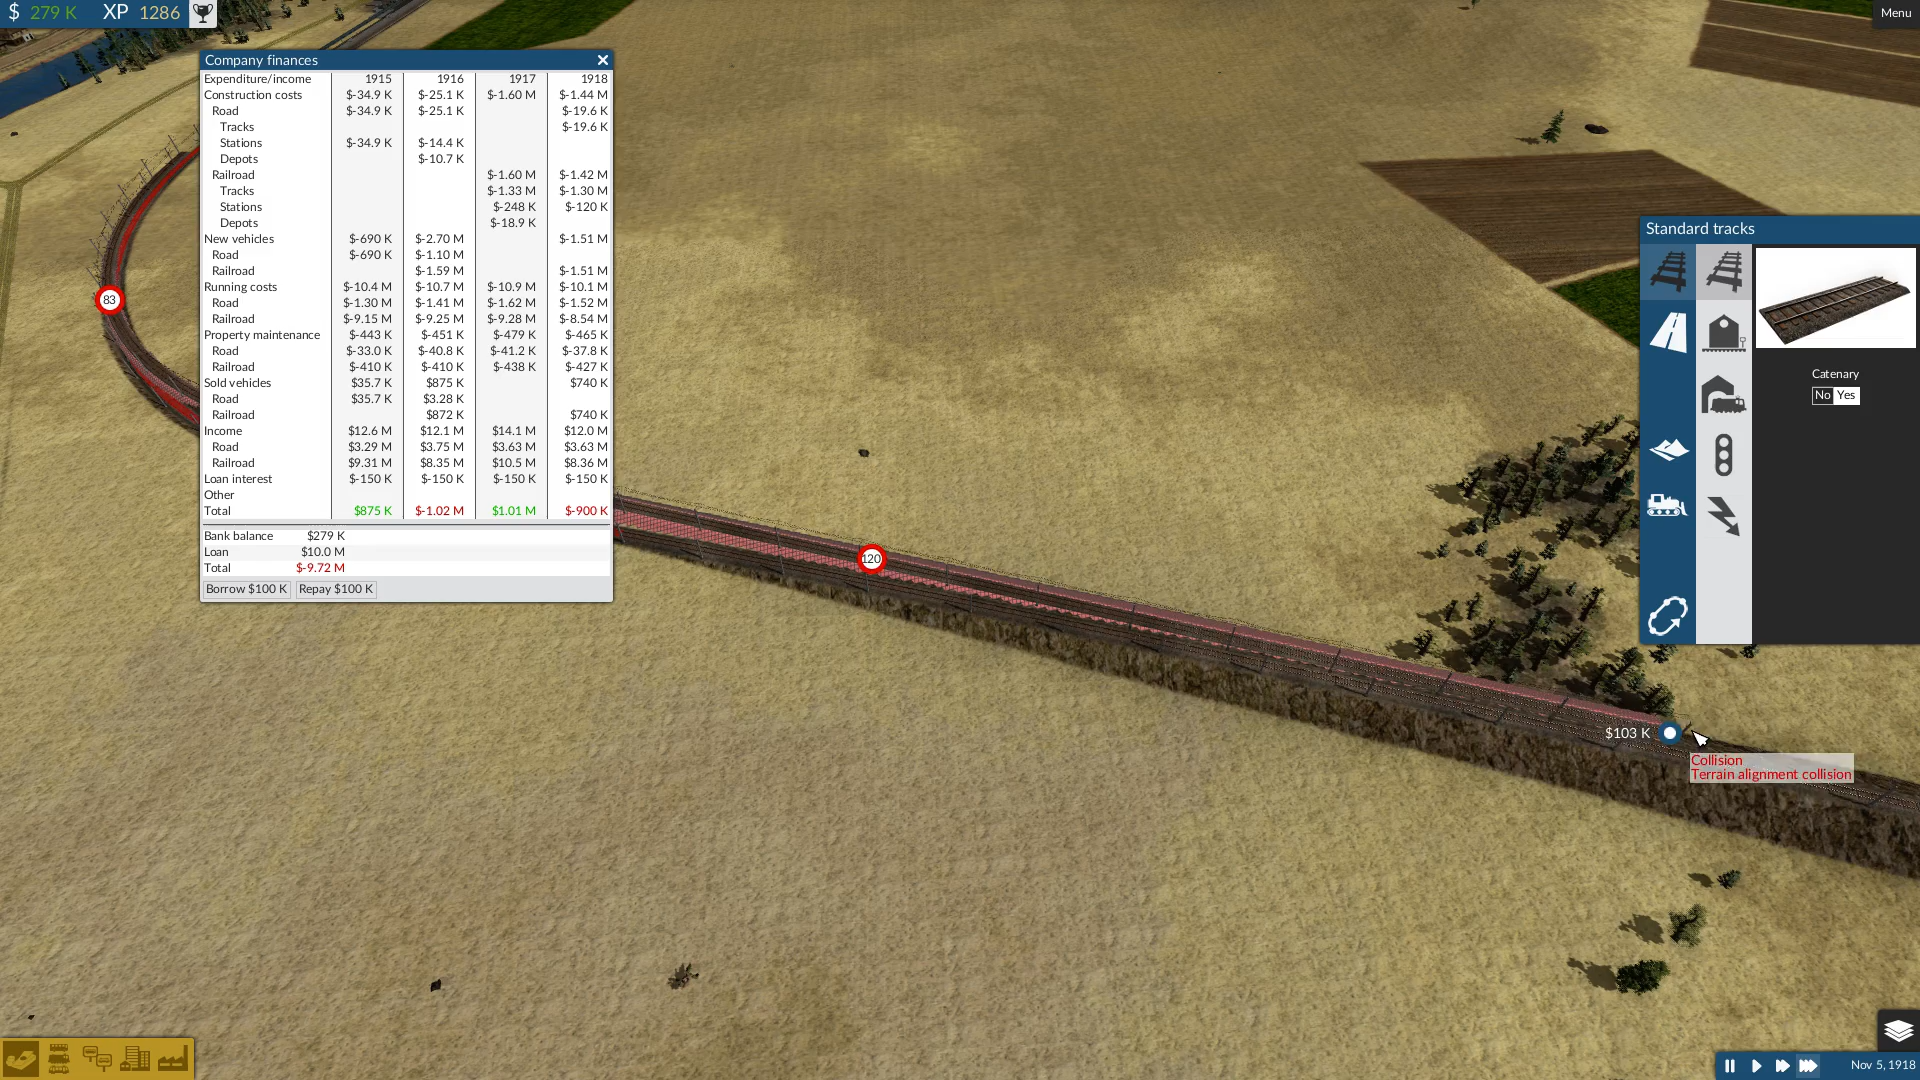 $ 279 K XP 1286
Menu
Company finances
Expenditure/income 1915 1916 1917 1918
Construction costs $-34.9 K $-25.1 K $-1.60 M $-1.44 M
Road $-34.9 K $-25.1 K $-19.6 K
Tracks $-19.6 K
Stations $-34.9 K $-14.4 K
Depots $-10.7 K
Railroad $-1.60 M $-1.42 M
Tracks $-1.33 M $-1.30 M
Stations $-248 K $-120 K
Depots $-18.9 K
New vehicles $-690 K $-2.70 M $-1.51 M
Road $-690 K $-1.10 M
Railroad $-1.59 M $-1.51 M
Running costs $-10.4 M $-10.7 M $-10.9 M $-10.1 M
Road $-1.30 M $-1.41 M $-1.62 M $-1.52 M
Railroad $-9.15 M $-9.25 M $-9.28 M $-8.54 M
Property maintenance $-443 K $-451 K $-479 K $-465 K
Road $-33.0 K $-40.8 K $-41.2 K $-37.8 K
Railroad $-410 K $-410 K $-438 K $-427 K
Sold vehicles $35.7 K $875 K $740 K
Road $35.7 K $3.28 K
Railroad $872 K $740 K
Income $12.6 M $12.1 M $14.1 M $12.0 M
Road $3.29 M $3.75 M $3.63 M $3.63 M
Railroad $9.31 M $8.35 M $10.5 M $8.36 M
Loan interest $-150 K $-150 K $-150 K $-150 K
Other
Total $875 K $-1.02 M $1.01 M $-900 K
Bank balance $279 K
Loan $10.0 M
Total $-9.72 M
Borrow $100 K Repay $100 K
83
120
Standard tracks
Catenary
No Yes
$103 K
Collision
Terrain alignment collision
Nov 5, 1918